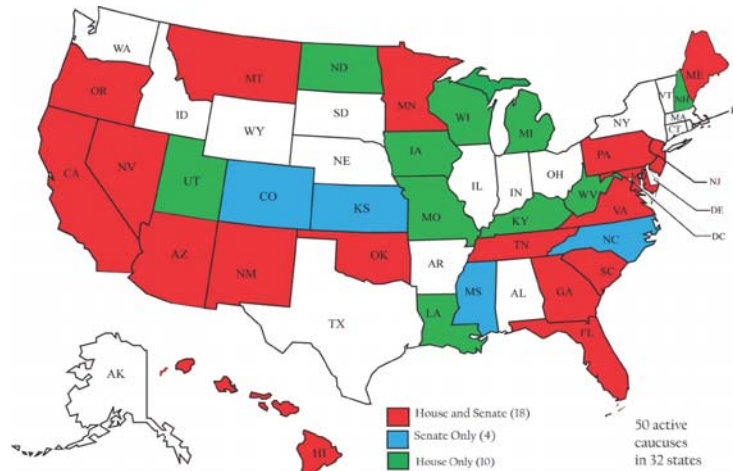 WA
MT
ND
MN
ME
OR
ID
SD
WI
MI
VT
NH
NY
MA
CT
WY
IA
NE
PA
NV
IL
IN
OH
NJ
CA
UT
CO
KS
MO
WV
VA
DE
KY
DC
AZ
NM
OK
TN
NC
AR
SC
MS
AL
GA
LA
TX
FL
AK
HI
House and Senate (18)
Senate Only (4)
House Only (10)
50 active
caucuses
in 32 states